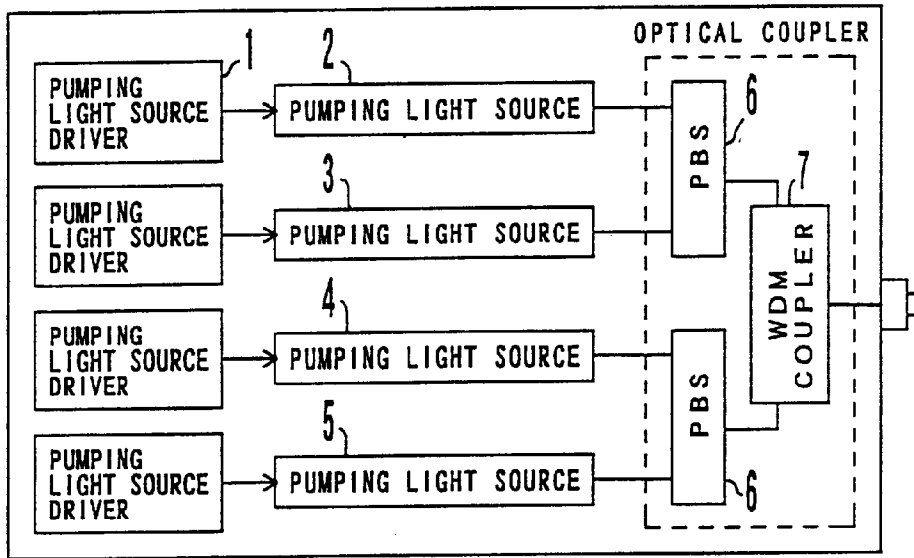 OPTICAL COUPLER
1
PUMPING
LIGHT SOURCE
DRIVER
2
PUMPING LIGHT SOURCE
6
PBS
PUMPING
LIGHT SOURCE
DRIVER
3
PUMPING LIGHT SOURCE
7
WDM
COUPLER
PUMPING
LIGHT SOURCE
DRIVER
4
PUMPING LIGHT SOURCE
PBS
6
PUMPING
LIGHT SOURCE
DRIVER
5
PUMPING LIGHT SOURCE